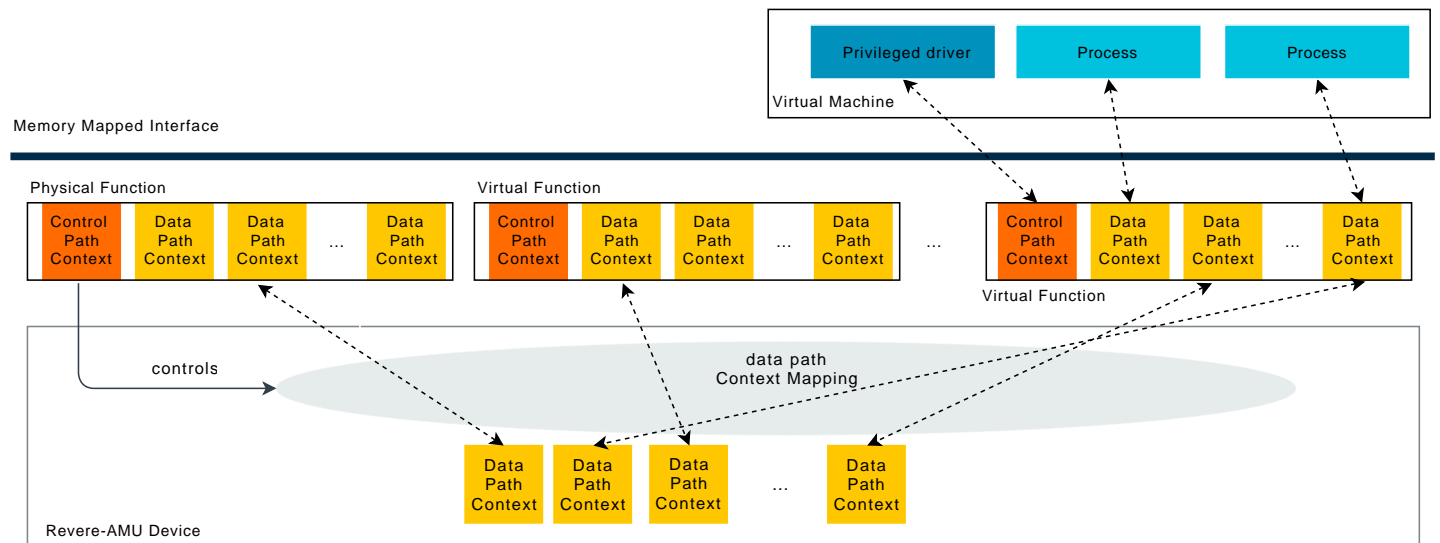 Privileged driver
Process
Process
Virtual Machine
Memory Mapped Interface
Physical Function
Control
Path
Context
Data
Path
Context
Data
Path
Context
...
Data
Path
Context
Virtual Function
Control
Path
Context
Data
Path
Context
Data
Path
Context
...
Data
Path
Context
...
Control
Path
Context
Data
Path
Context
Data
Path
Context
...
Data
Path
Context
Virtual Function
controls
data path
Context Mapping
Data
Path
Context
Data
Path
Context
Data
Path
Context
...
Data
Path
Context
Revere-AMU Device